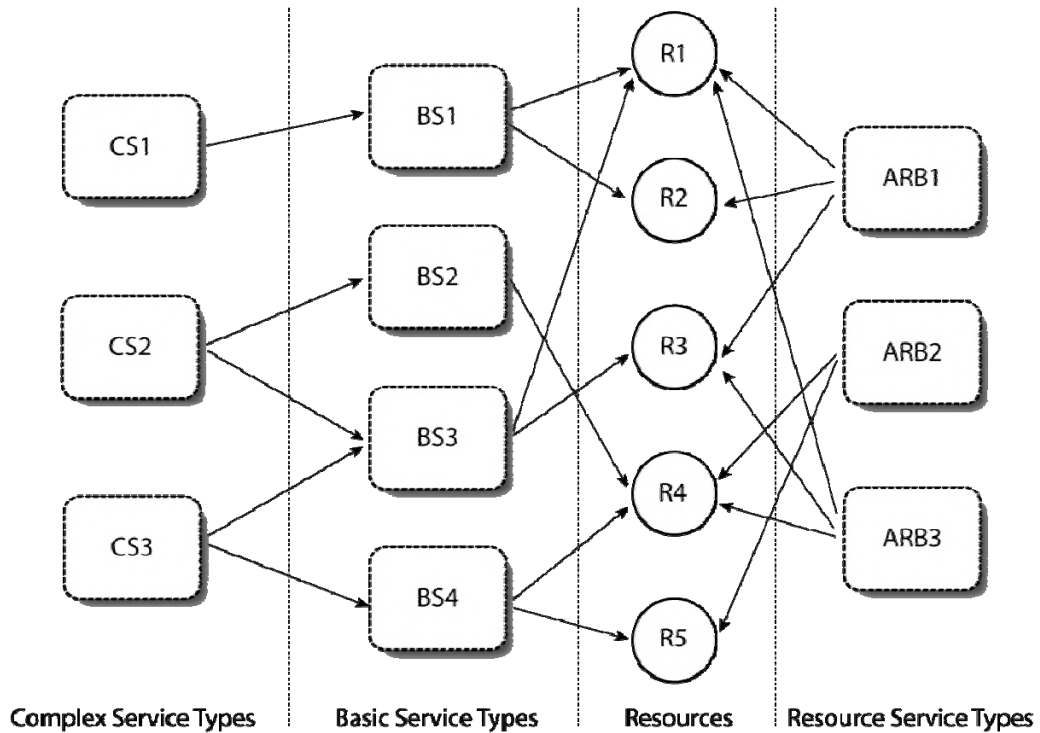 R1
BS1
CS1
ARB1
R2
BS2
CS2
R3
ARB2
BS3
R4
CS3
ARB3
BS4
R5
Complex Service Types
Basic Service Types
Resources
Resource Service Types